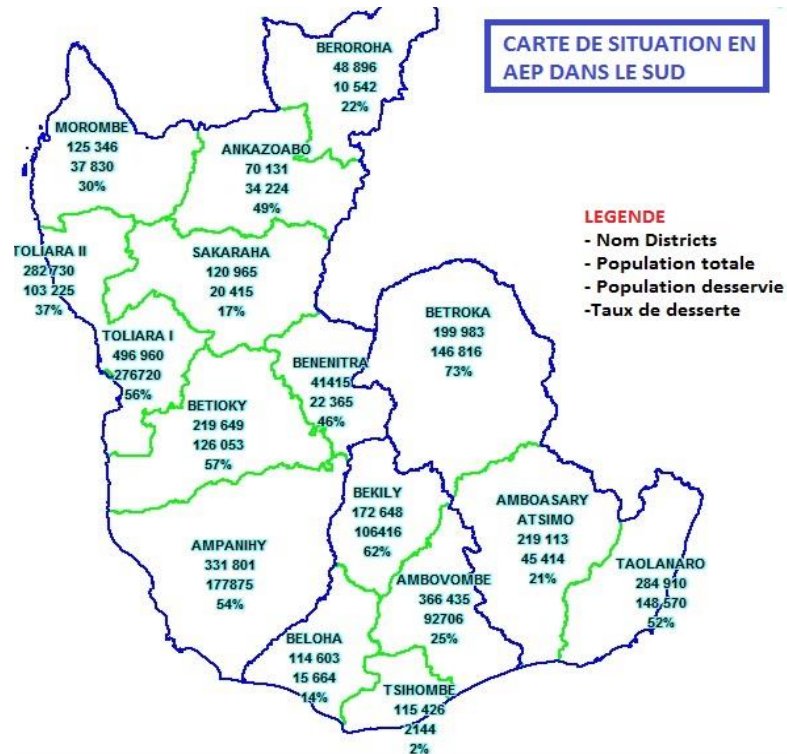 CARTE DE SITUATION EN
AEP DANS LE SUD
BEROROHA
48 896
10 542
22%
MOROMBE
125 346
37 830
30%
ANKAZOABO
70 131
34 224
49%
LEGENDE
- Nom Districts
- Population totale
- Population desservie
-Taux de desserte
TOLIARA II
282 730
103 225
37%
SAKARAHA
120 965
20 415
17%
BETROKA
199 983
146 816
73%
TOLIARA I
496 960
276720
56%
BENENITRA
41415
22 365
46%
BETIOKY
219 649
126 053
57%
BEKILY
172 648
106416
62%
AMBOASARY
ATSIMO
219 113
45 414
21%
AMPANIHY
331 801
177875
54%
TAOLANARO
284 910
148 570
52%
AMBOVOMBE
366 435
92706
25%
BELOHA
114 603
15 664
14%
TSIHOMBE
115 426
2144
2%